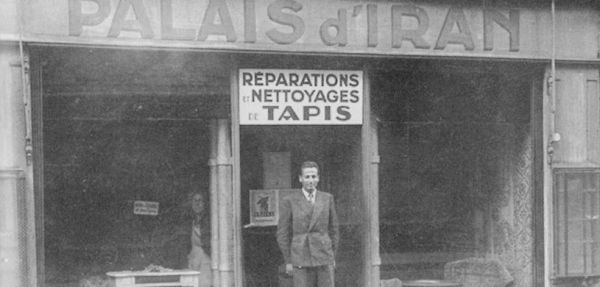 PALAIS d'IRAN
RÉPARATIONS
ET NETTOYAGES
DE TAPIS